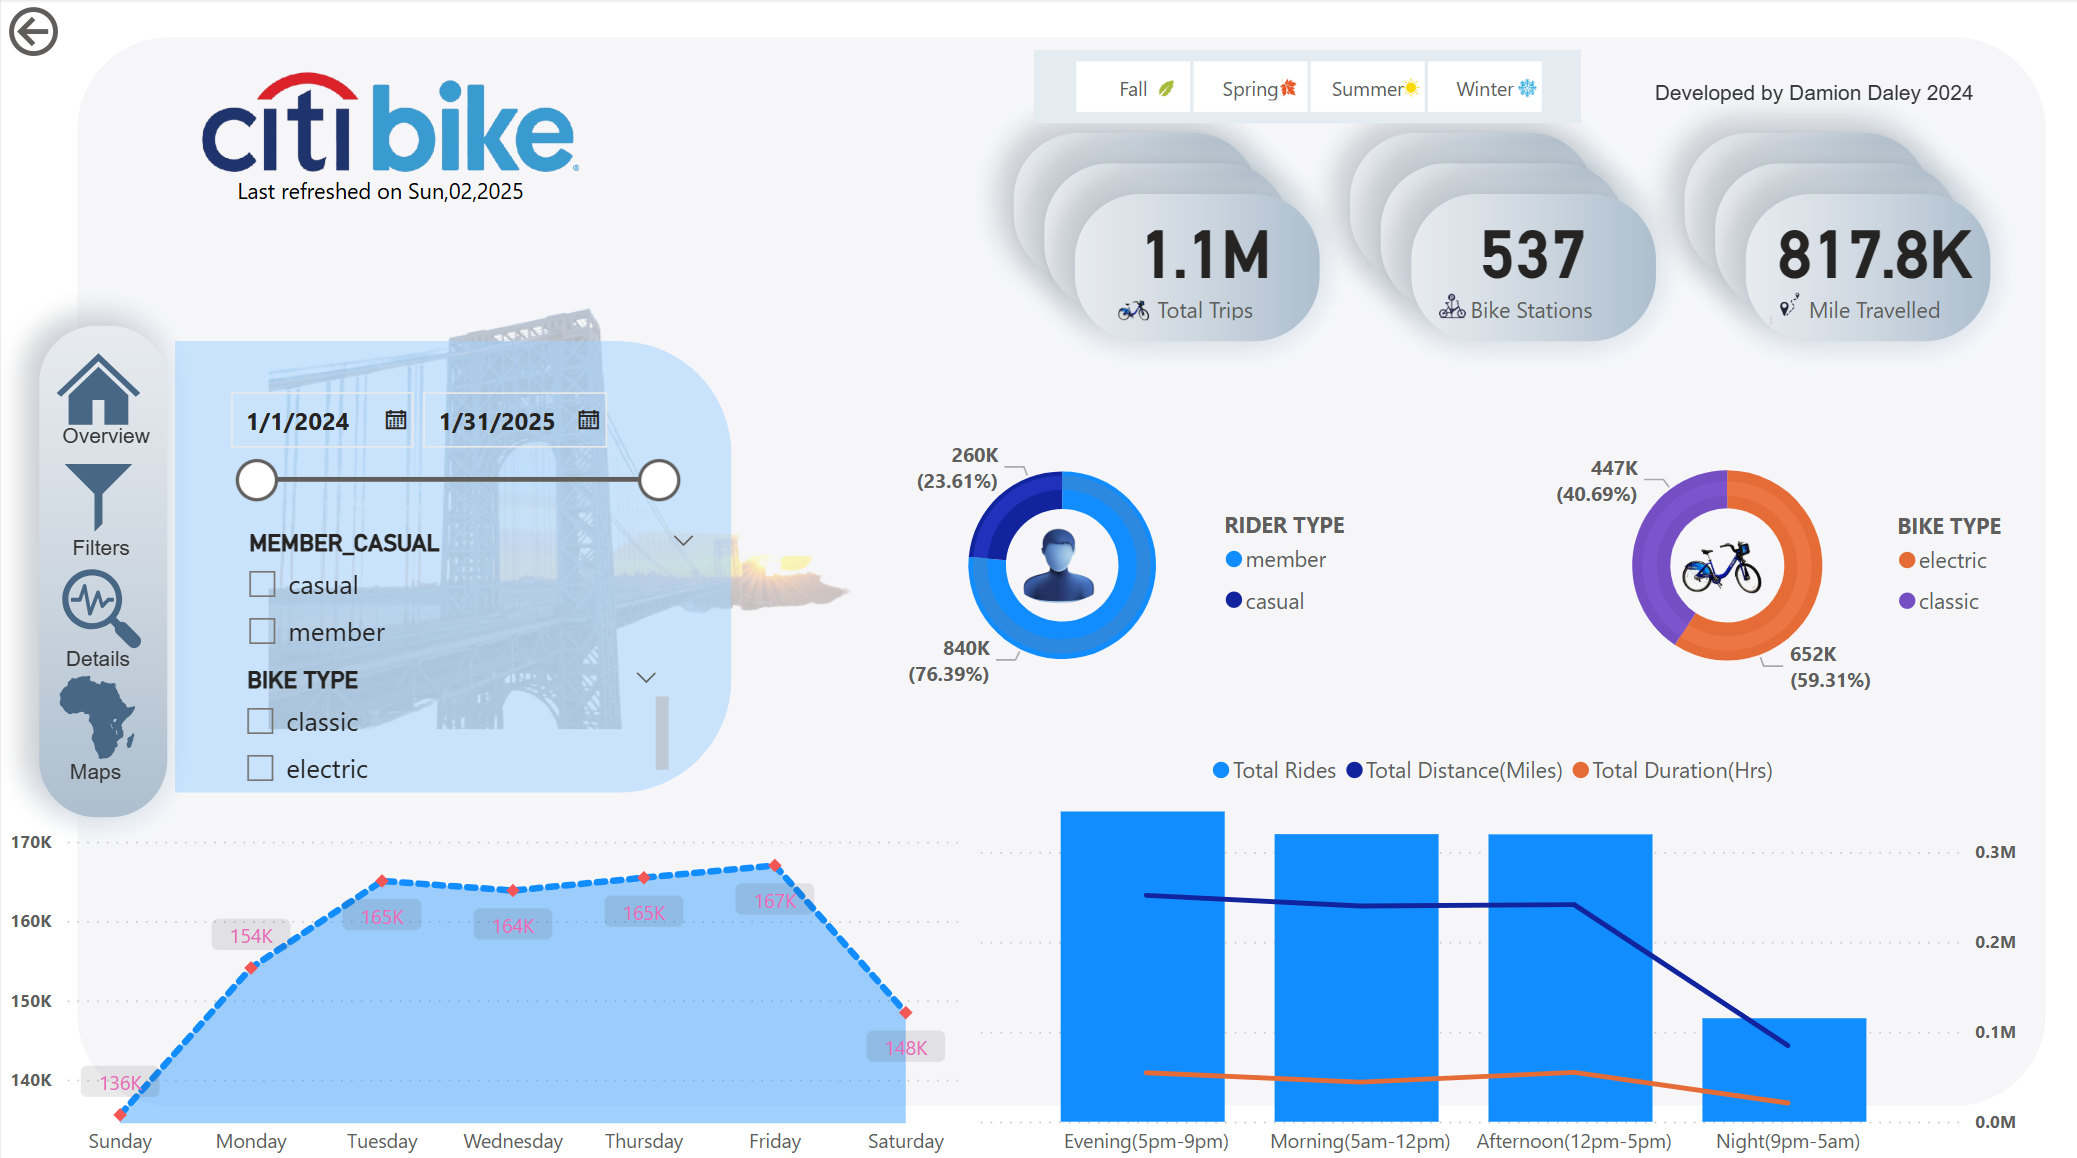 citi bike
Last refreshed on Sun,02,2025
Fall
Spring
Summer
Winter
Developed by Damion Daley 2024
1.1M
Total Trips
537
Bike Stations
817.8K
Mile Travelled
Overview
Filters
Details
Maps
1/1/2024
1/31/2025
MEMBER_CASUAL
casual
member
BIKE TYPE
classic
electric
260K
(23.61%)
840K
(76.39%)
RIDER TYPE
member
casual
447K
(40.69%)
652K
(59.31%)
BIKE TYPE
electric
classic
170K
160K
150K
140K
136K
154K
165K
164K
165K
167K
148K
Sunday
Monday
Tuesday
Wednesday
Thursday
Friday
Saturday
Total Rides
Total Distance(Miles)
Total Duration(Hrs)
0.3M
0.2M
0.1M
0.0M
Evening(5pm-9pm)
Morning(5am-12pm)
Afternoon(12pm-5pm)
Night(9pm-5am)